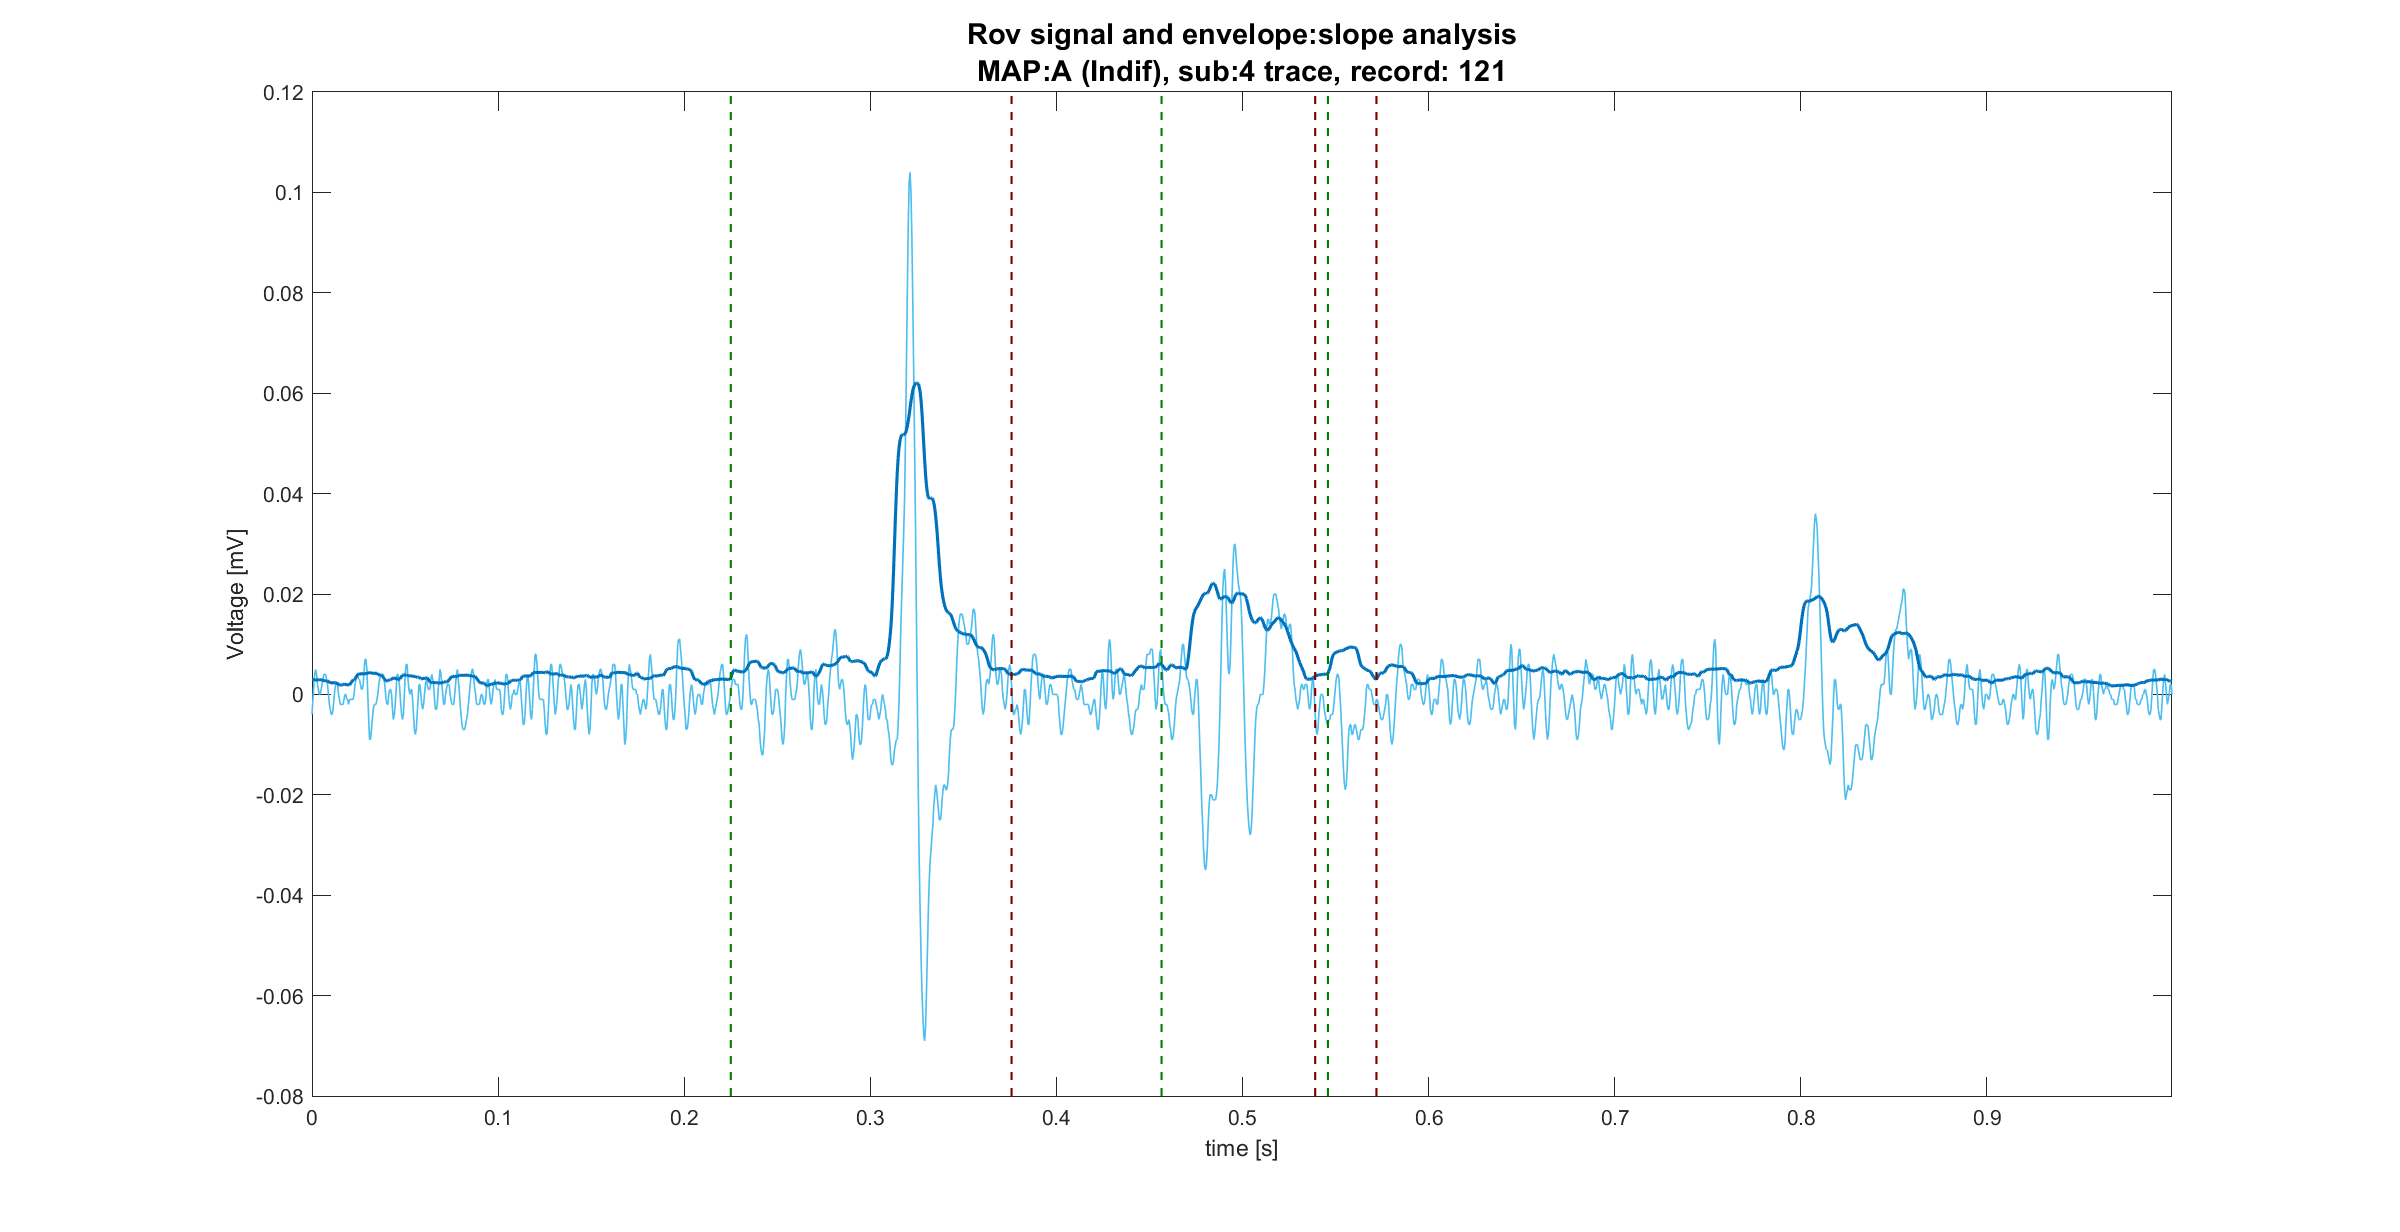 Rov signal and envelope:slope analysis
MAP:A (Indif), sub:4 trace, record: 121
0.12
0.1
0.08
0.06
0.04
0.02
0
-0.02
-0.04
-0.06
-0.08
Voltage [mV]
0 0.1 0.2 0.3 0.4 0.5 0.6 0.7 0.8 0.9
time [s]